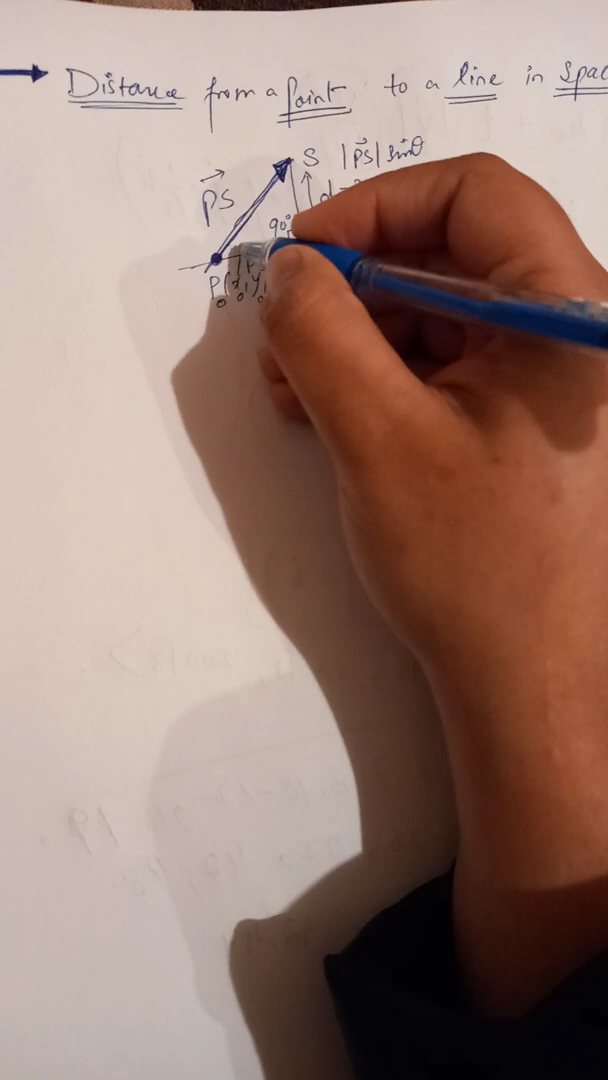 Distance from a point to a line in Spac
S |PS| sinθ
PS
d =
90°
P(x, y